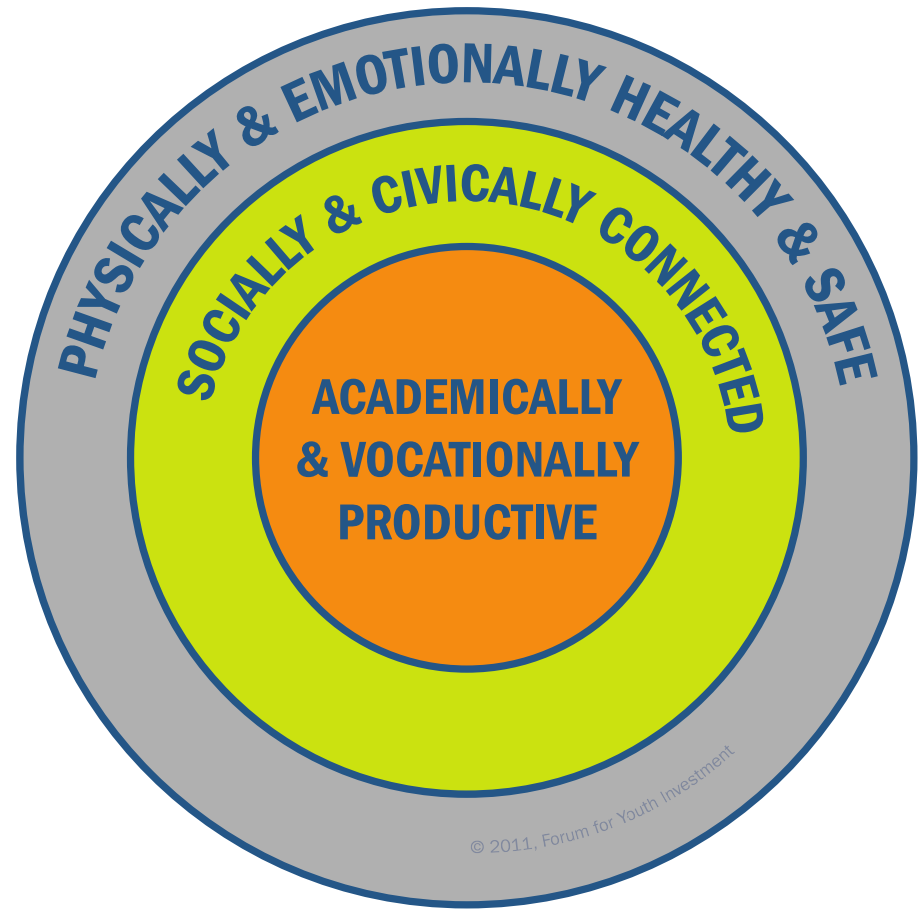 PHYSICALLY & EMOTIONALLY HEALTHY & SAFE
SOCIALLY & CIVICALLY CONNECTED
ACADEMICALLY
& VOCATIONALLY
PRODUCTIVE
© 2011, Forum for Youth Investment